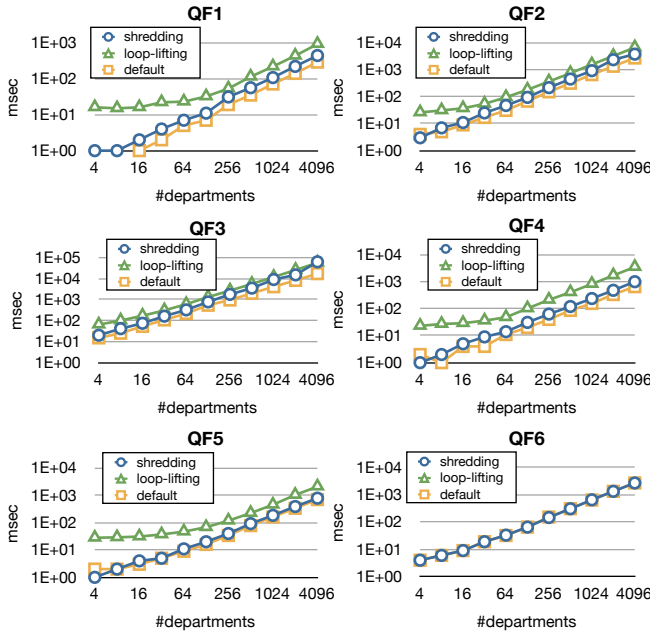 QF1
msec
1E+03
1E+02
1E+01
1E+00
shredding
loop-lifting
default
4 16 64 256 1024 4096
#departments
QF2
msec
1E+04
1E+03
1E+02
1E+01
1E+00
shredding
loop-lifting
default
4 16 64 256 1024 4096
#departments
QF3
msec
1E+05
1E+04
1E+03
1E+02
1E+01
1E+00
shredding
loop-lifting
default
4 16 64 256 1024 4096
#departments
QF4
msec
1E+04
1E+03
1E+02
1E+01
1E+00
shredding
loop-lifting
default
4 16 64 256 1024 4096
#departments
QF5
msec
1E+04
1E+03
1E+02
1E+01
1E+00
shredding
loop-lifting
default
4 16 64 256 1024 4096
#departments
QF6
msec
1E+04
1E+03
1E+02
1E+01
1E+00
shredding
loop-lifting
default
4 16 64 256 1024 4096
#departments